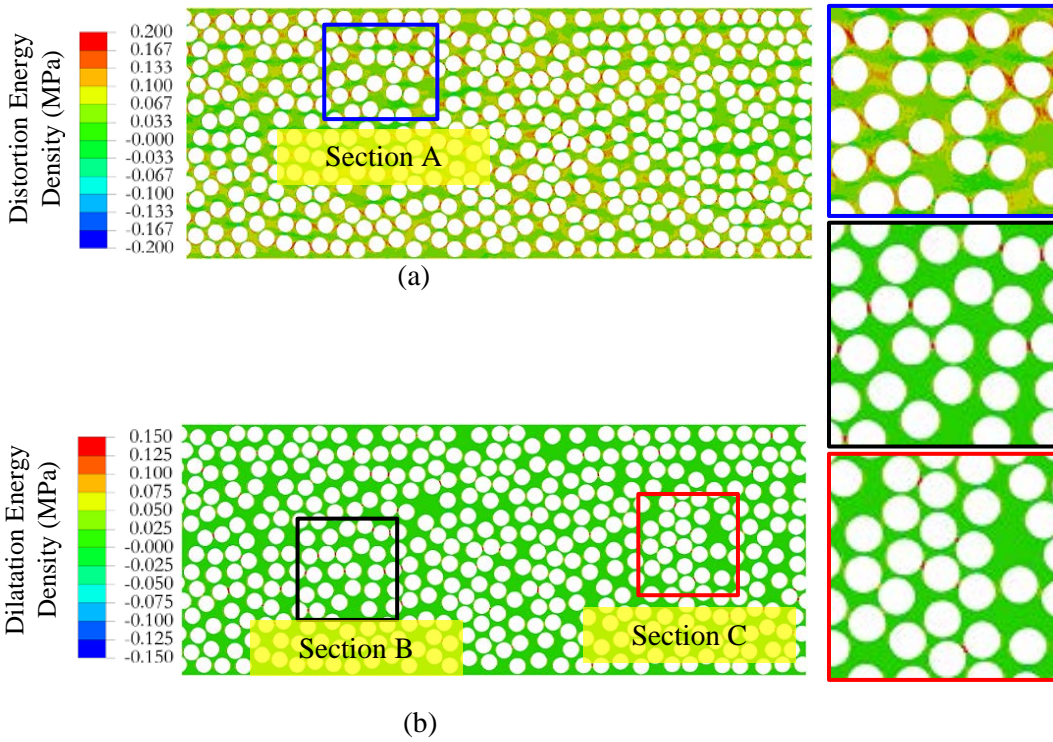 Distortion Energy
Density (MPa)
0.200
0.167
0.133
0.100
0.067
0.033
-0.000
-0.033
-0.067
-0.100
-0.133
-0.167
-0.200
Section A
(a)
Dilatation Energy
Density (MPa)
0.150
0.125
0.100
0.075
0.050
0.025
-0.000
-0.025
-0.050
-0.075
-0.100
-0.125
-0.150
Section B
Section C
(b)